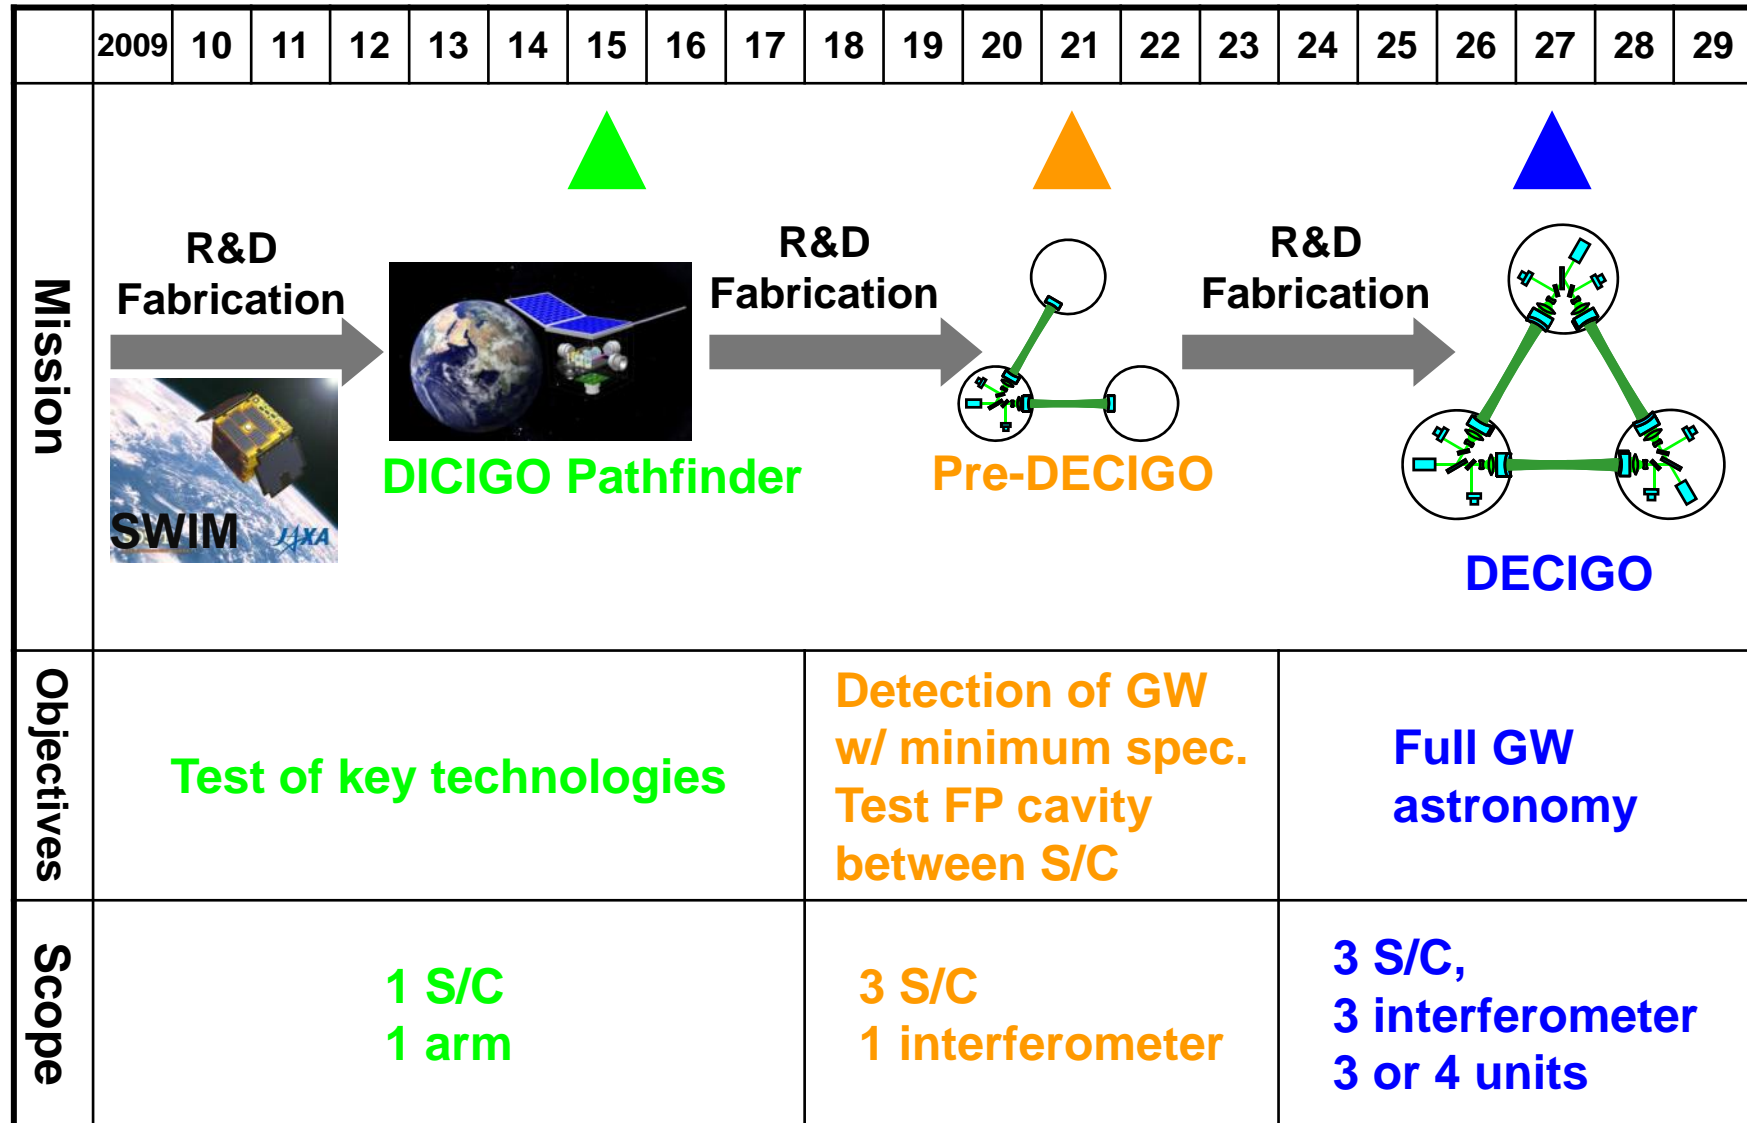 2009 10 11 12 13 14 15 16 17 18 19 20 21 22 23 24 25 26 27 28 29
Mission
R&D
Fabrication
R&D
Fabrication
R&D
Fabrication
SWIM
JAXA
DICIGO Pathfinder
Pre-DECIGO
DECIGO
Objectives
Test of key technologies
Detection of GW
w/ minimum spec.
Test FP cavity
between S/C
Full GW
astronomy
Scope
1 S/C
1 arm
3 S/C
1 interferometer
3 S/C,
3 interferometer
3 or 4 units